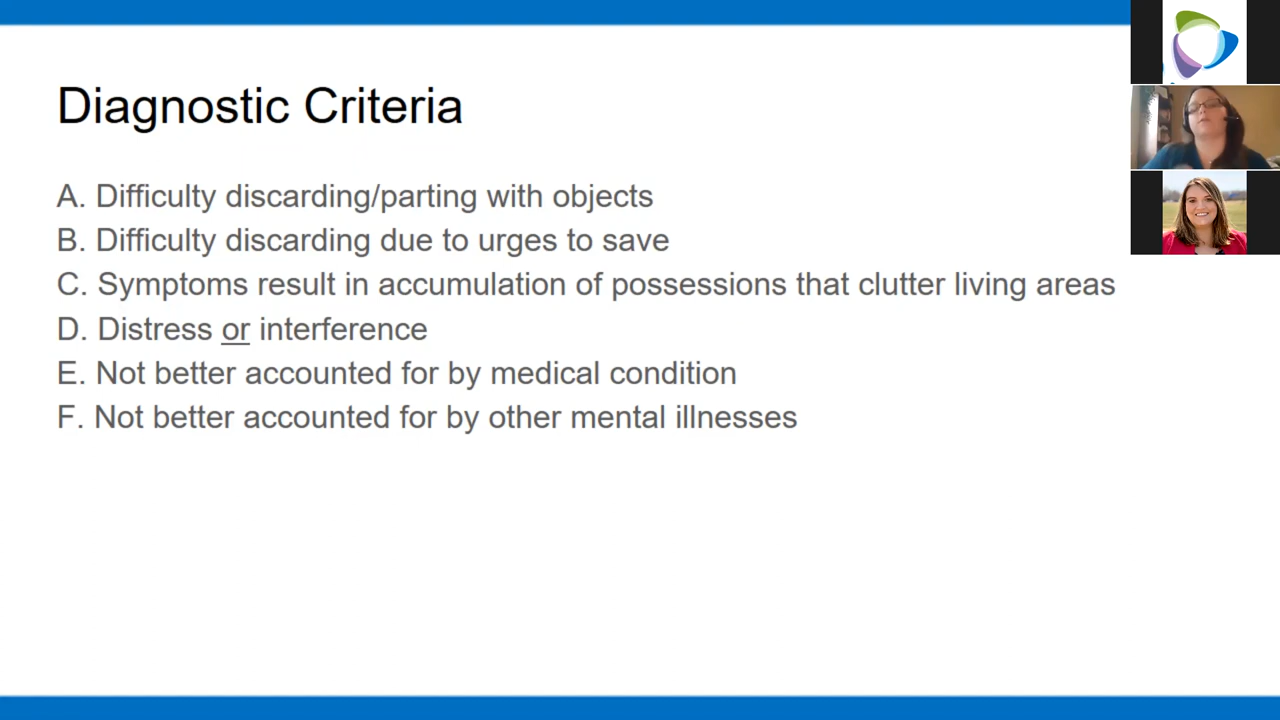 Diagnostic Criteria
A. Difficulty discarding/parting with objects
B. Difficulty discarding due to urges to save
C. Symptoms result in accumulation of possessions that clutter living areas
D. Distress or interference
E. Not better accounted for by medical condition
F. Not better accounted for by other mental illnesses